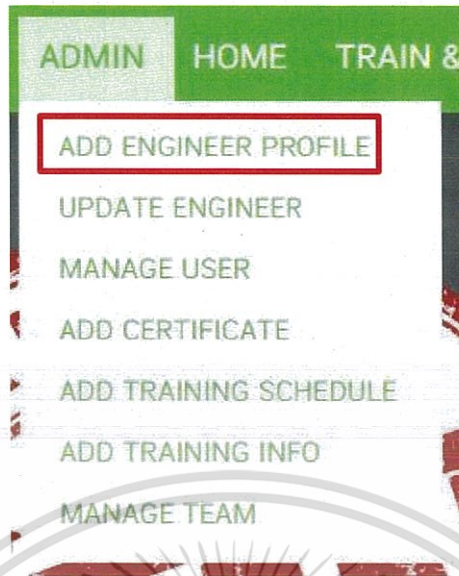 ADMIN HOME TRAIN &
ADD ENGINEER PROFILE
UPDATE ENGINEER
MANAGE USER
ADD CERTIFICATE
ADD TRAINING SCHEDULE
ADD TRAINING INFO
MANAGE TEAM